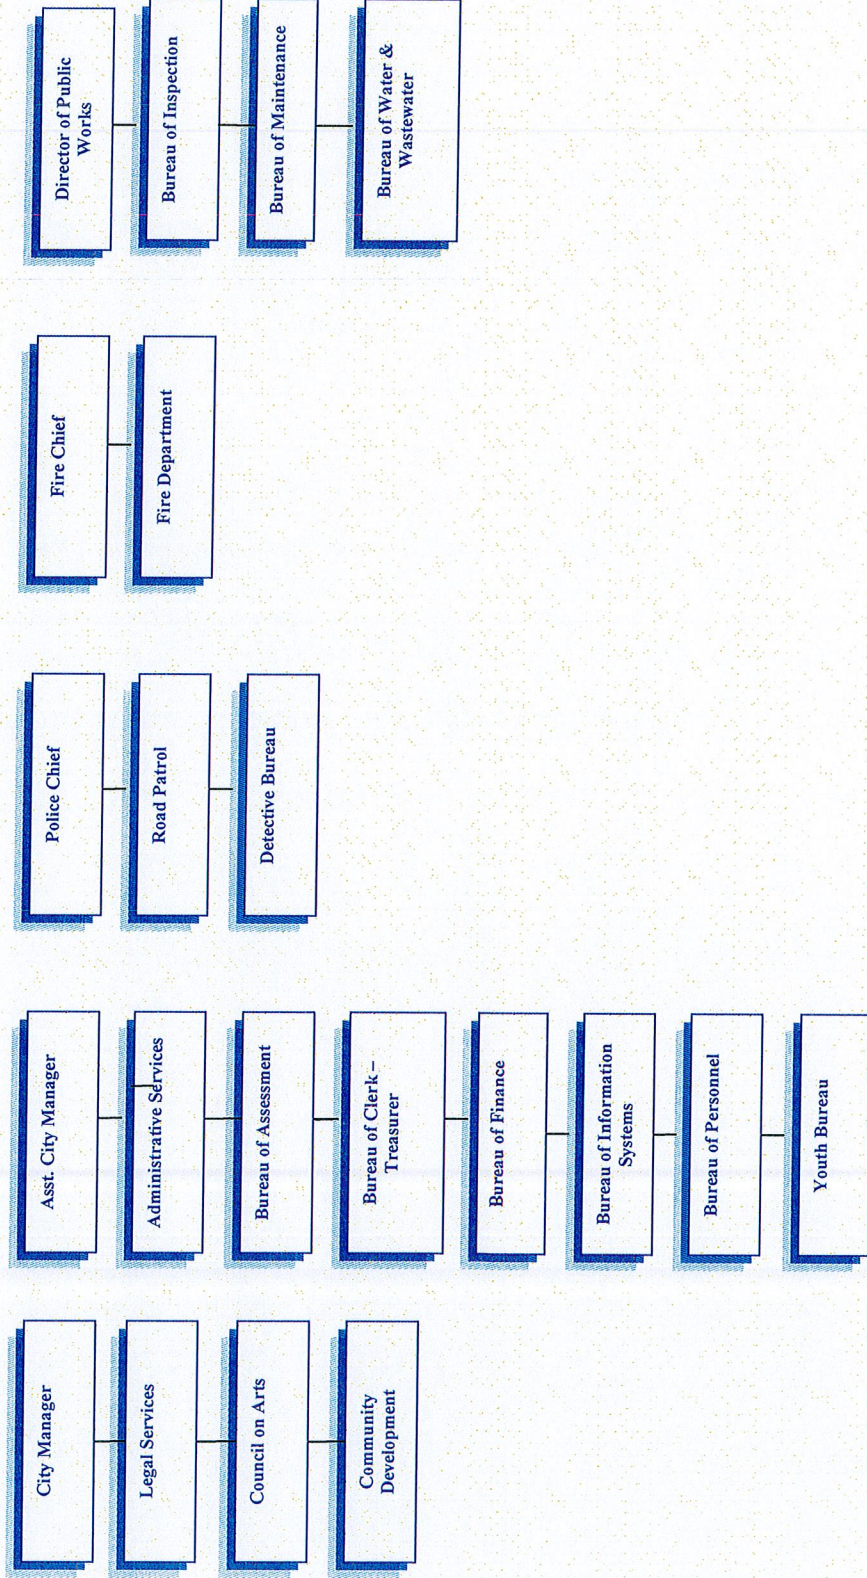 City Manager
Legal Services
Council on Arts
Community
Development
Asst. City Manager
Administrative Services
Bureau of Assessment
Bureau of Clerk –
Treasurer
Bureau of Finance
Bureau of Information
Systems
Bureau of Personnel
Youth Bureau
Police Chief
Road Patrol
Detective Bureau
Fire Chief
Fire Department
Director of Public
Works
Bureau of Inspection
Bureau of Maintenance
Bureau of Water &
Wastewater